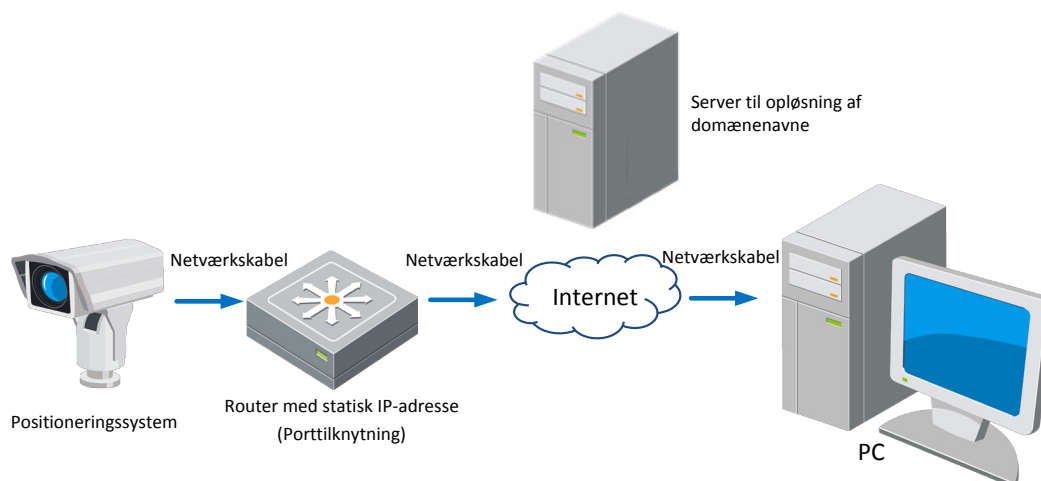 Server til opløsning af
domænenavne
Netværkskabel
Netværkskabel
Netværkskabel
Internet
Positioneringssystem
Router med statisk IP-adresse
(Porttilknytning)
PC